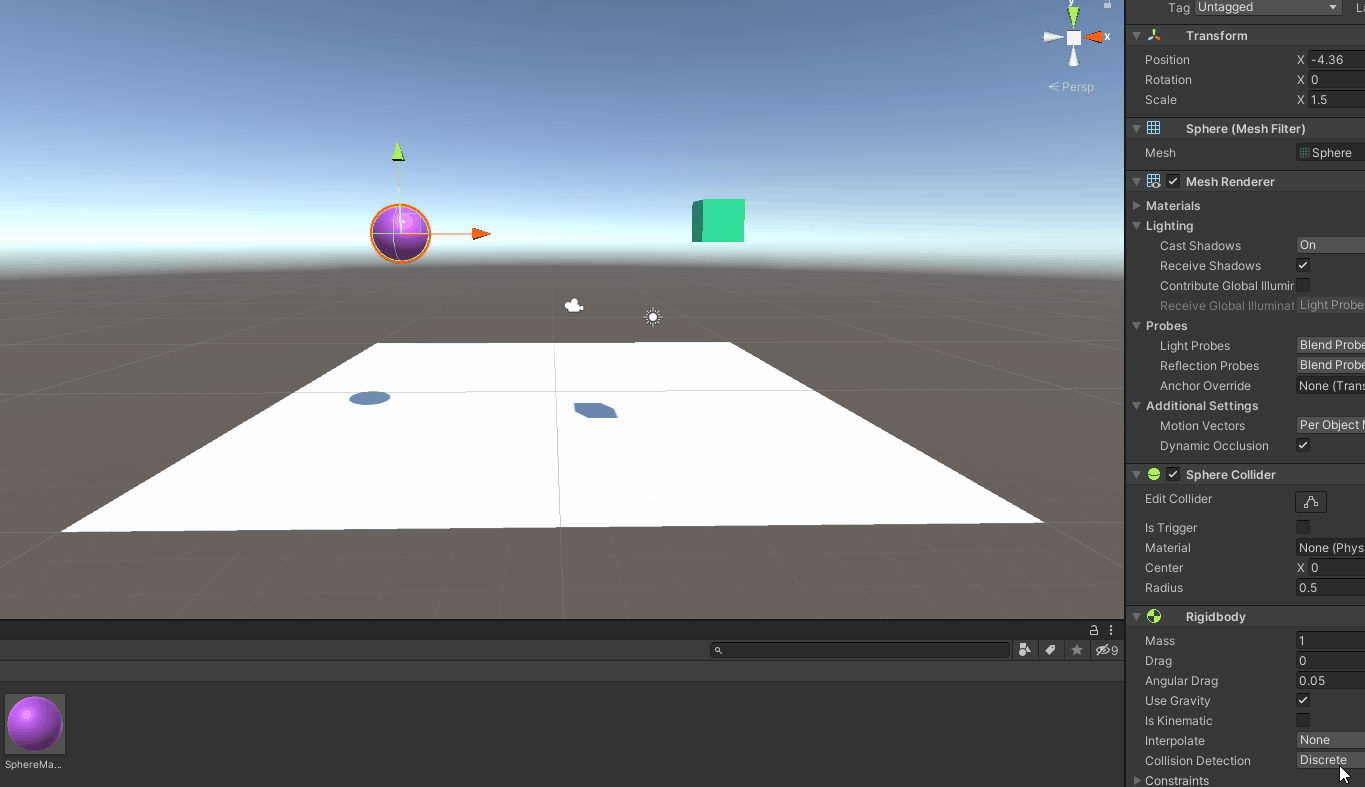 y
x
Persp
9
SphereMa...
Tag Untagged
Transform
Position X -4.36
Rotation X 0
Scale X 1.5
Sphere (Mesh Filter)
Mesh Sphere
Mesh Renderer
Materials
Lighting
Cast Shadows On
Receive Shadows
Contribute Global Illumir
Receive Global Illuminat Light Probe
Probes
Light Probes Blend Probe
Reflection Probes Blend Probe
Anchor Override None (Trans
Additional Settings
Motion Vectors Per Object M
Dynamic Occlusion
Sphere Collider
Edit Collider
Is Trigger
Material None (Phys
Center X 0
Radius 0.5
Rigidbody
Mass 1
Drag 0
Angular Drag 0.05
Use Gravity
Is Kinematic
Interpolate None
Collision Detection Discrete
Constraints